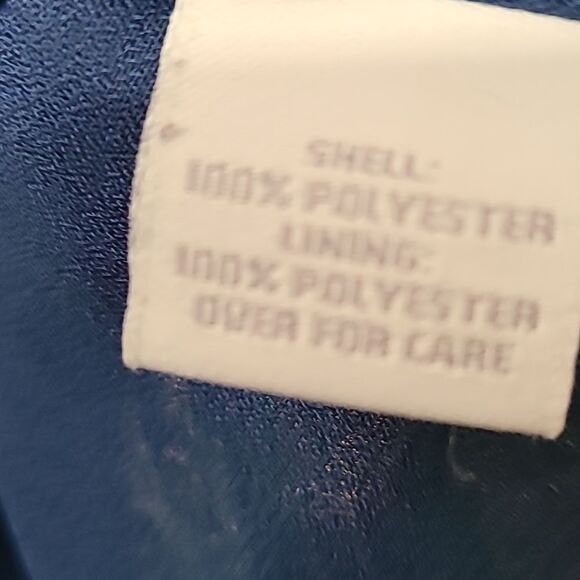 SHELL:
100% POLYESTER
LINING:
100% POLYESTER
OVER FOR CARE